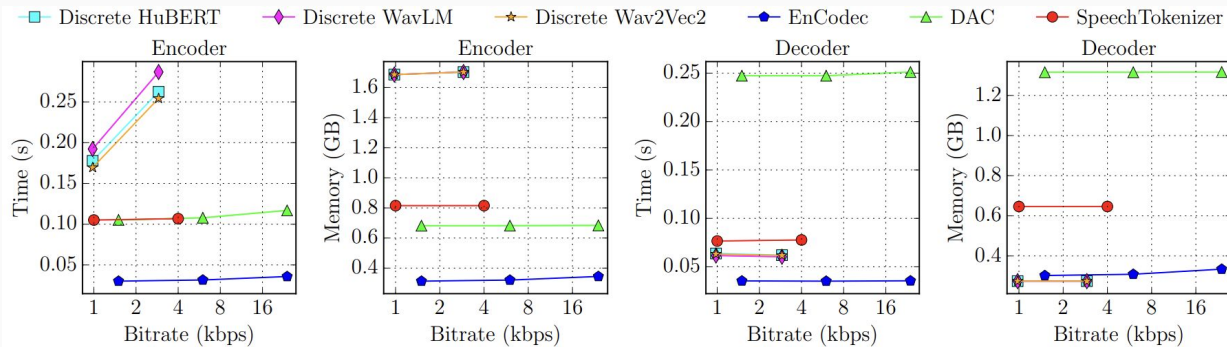 Discrete HuBERT Discrete WavLM Discrete Wav2Vec2 EnCodec DAC SpeechTokenizer
Encoder
Time (s)
0.25
0.20
0.15
0.10
0.05
1 2 4 8 16
Bitrate (kbps)
Encoder
Memory (GB)
1.6
1.4
1.2
1.0
0.8
0.6
0.4
1 2 4 8 16
Bitrate (kbps)
Decoder
Time (s)
0.25
0.20
0.15
0.10
0.05
1 2 4 8 16
Bitrate (kbps)
Decoder
Memory (GB)
1.2
1.0
0.8
0.6
0.4
1 2 4 8 16
Bitrate (kbps)